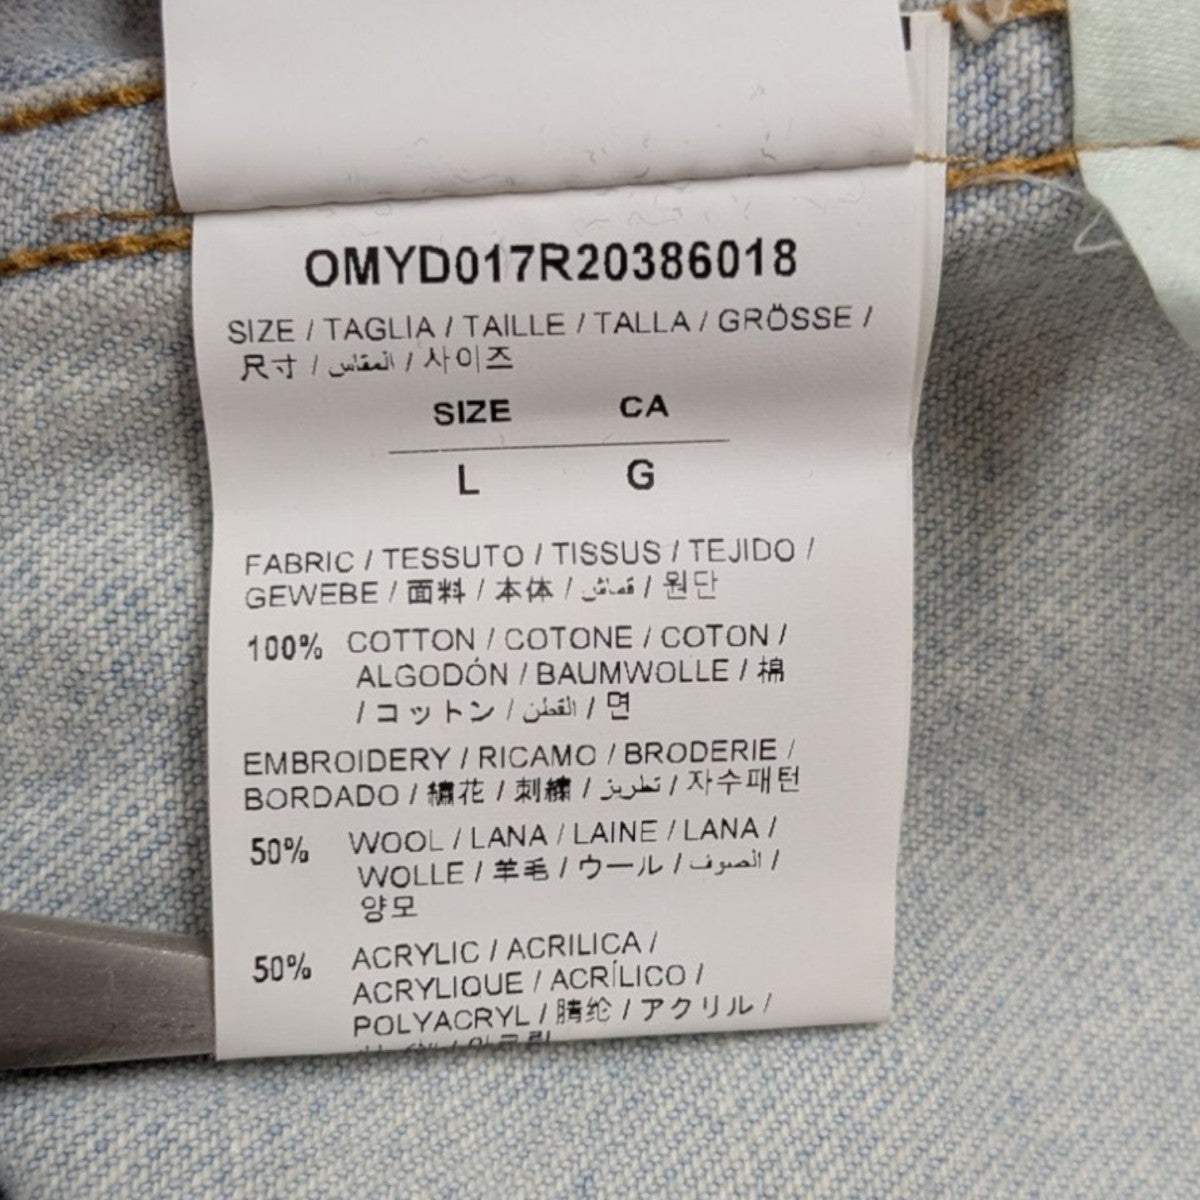 OMYD017R20386018
SIZE / TAGLIA / TAILLE / TALLA / GRÖSSE /
尺寸 / المقاس / 사이즈
SIZE CA
L G
FABRIC / TESSUTO / TISSUS / TEJIDO /
GEWEBE / 面料 / 本体 / قماش / 원단
100% COTTON / COTONE / COTON /
ALGODÓN / BAUMWOLLE / 棉
/ コットン / القطن / 면
EMBROIDERY / RICAMO / BRODERIE /
BORDADO / 繡花 / 刺繍 / تطريز / 자수패턴
50% WOOL / LANA / LAINE / LANA /
WOLLE / 羊毛 / ウール / الصوف /
양모
50% ACRYLIC / ACRILICA /
ACRYLIQUE / ACRÍLICO /
POLYACRYL / 腈纶 / アクリル /